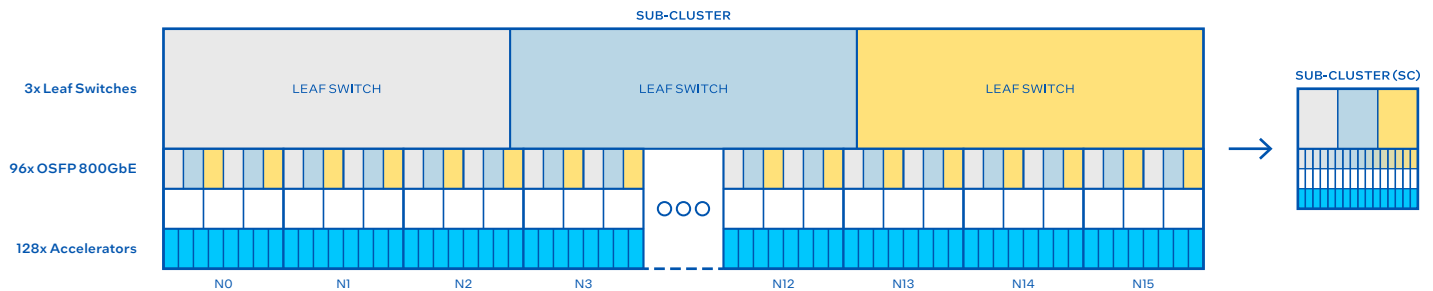 SUB-CLUSTER
3x Leaf Switches
LEAF SWITCH
LEAF SWITCH
LEAF SWITCH
SUB-CLUSTER (SC)
96x OSFP 800GbE
128x Accelerators
N0
N1
N2
N3
N12
N13
N14
N15